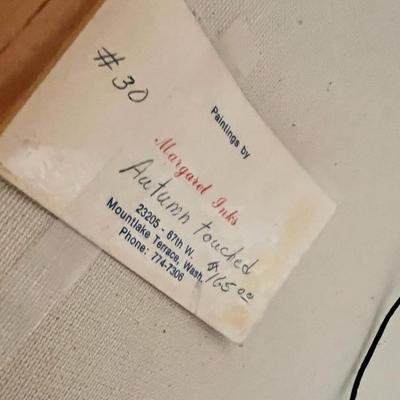 #30
Paintings by
Margaret Inks
Autumn touched
23205 - 67th W.
Mountlake Terrace, Wash.
Phone: 774-7306
$165.00